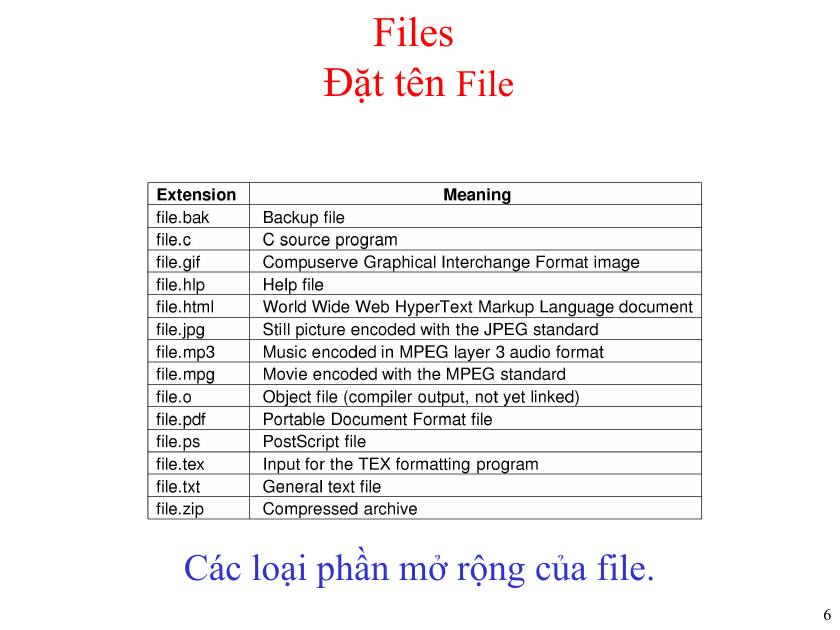 Files
Đặt tên File
Extension Meaning
file.bak Backup file
file.c C source program
file.gif Compuserve Graphical Interchange Format image
file.hlp Help file
file.html World Wide Web HyperText Markup Language document
file.jpg Still picture encoded with the JPEG standard
file.mp3 Music encoded in MPEG layer 3 audio format
file.mpg Movie encoded with the MPEG standard
file.o Object file (compiler output, not yet linked)
file.pdf Portable Document Format file
file.ps PostScript file
file.tex Input for the TEX formatting program
file.txt General text file
file.zip Compressed archive
Các loại phần mở rộng của file.
6